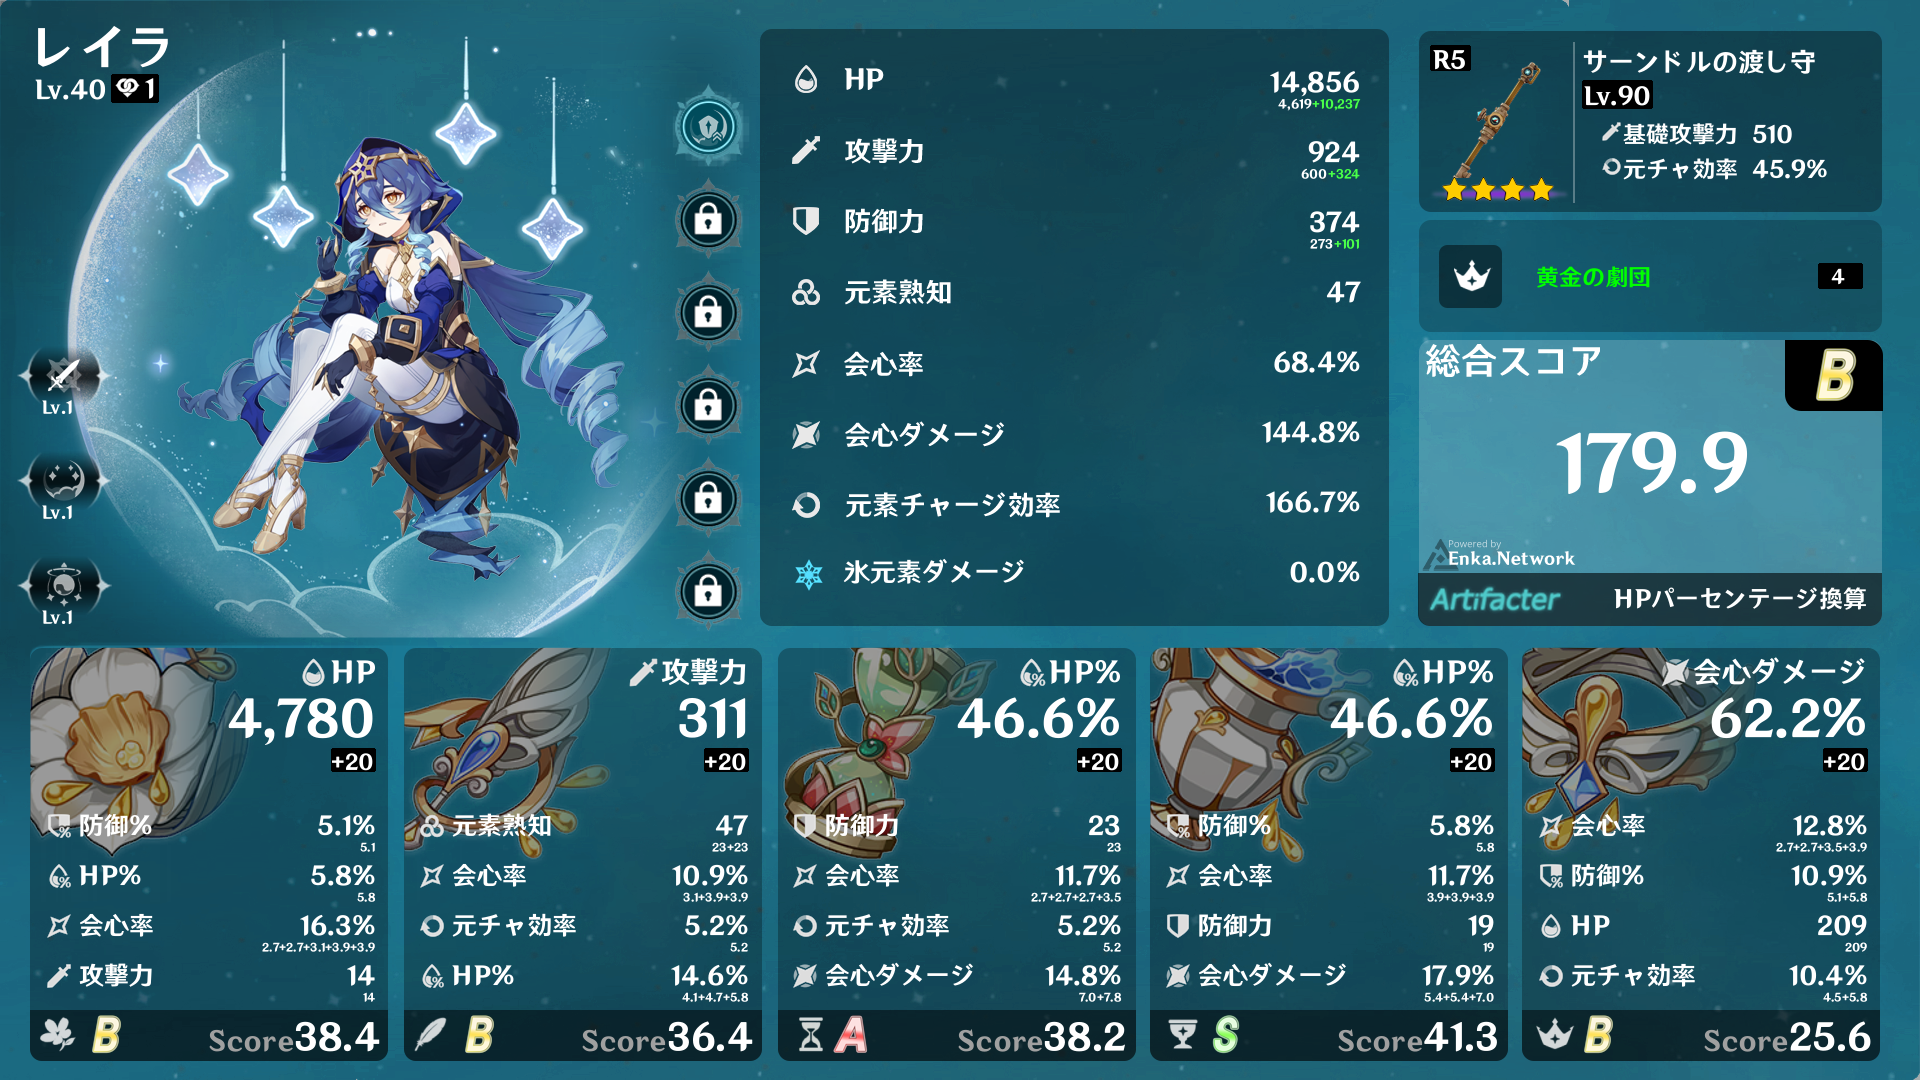 レイラ
Lv.40 1
Lv.1
Lv.1
Lv.1
HP 14,856
4,619+10,237
攻撃力 924
600+324
防御力 374
273+101
元素熟知 47
会心率 68.4%
会心ダメージ 144.8%
元素チャージ効率 166.7%
氷元素ダメージ 0.0%
R5 サーンドルの渡し守
Lv.90
基礎攻撃力 510
元チャ効率 45.9%
黄金の劇団 4
総合スコア B
179.9
Powered by
Enka.Network
Artifacter HPパーセンテージ換算
HP
4,780
+20
防御% 5.1%
5.1
HP% 5.8%
5.8
会心率 16.3%
2.7+2.7+3.1+3.9+3.9
攻撃力 14
14
B Score38.4
攻撃力
311
+20
元素熟知 47
23+23
会心率 10.9%
3.1+3.9+3.9
元チャ効率 5.2%
5.2
HP% 14.6%
4.1+4.7+5.8
B Score36.4
HP%
46.6%
+20
防御力 23
23
会心率 11.7%
2.7+2.7+2.7+3.5
元チャ効率 5.2%
5.2
会心ダメージ 14.8%
7.0+7.8
A Score38.2
HP%
46.6%
+20
防御% 5.8%
5.8
会心率 11.7%
3.9+3.9+3.9
防御力 19
19
会心ダメージ 17.9%
5.4+5.4+7.0
S Score41.3
会心ダメージ
62.2%
+20
会心率 12.8%
2.7+2.7+3.5+3.9
防御% 10.9%
5.1+5.8
HP 209
209
元チャ効率 10.4%
4.5+5.8
B Score25.6